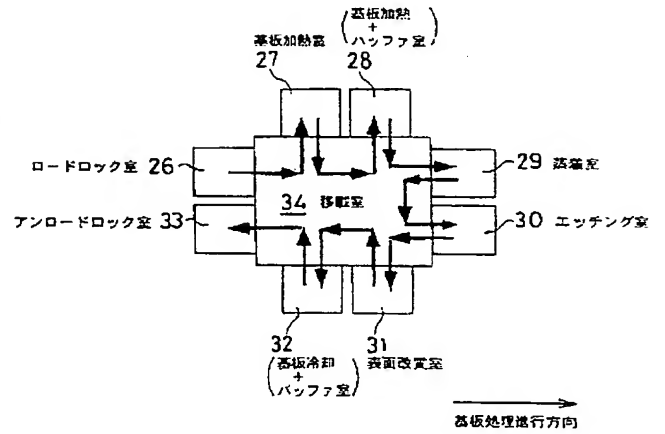 基板加熱
+
バッファ室
基板加熱室
27
28
ロードロック室 26
29 蒸着室
34 移載室
アンロードロック室 33
30 エッチング室
32
31
基板冷却
+
バッファ室
表面改質室
基板処理進行方向